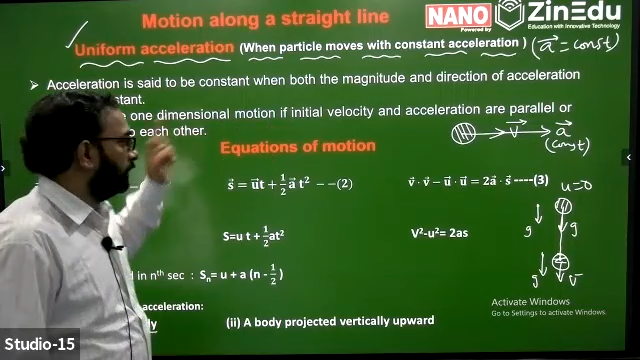 Motion along a straight line
NANO
Powered by
ZinEdu
Education with Innovative Technology
Uniform acceleration (When particle moves with constant acceleration ) (a⃗ = const)
➤ Acceleration is said to be constant when both the magnitude and direction of acceleration
one dimensional motion if initial velocity and acceleration are parallel or
to each other.
v⃗ a⃗
(const)
Equations of motion
s⃗ = u⃗t + 1/2 a⃗ t² – –(2)
v⃗ · v⃗ − u⃗ · u⃗ = 2a⃗ · s⃗ ----(3)
u=0
g g
S=u t + 1/2 at²
V²-u²= 2as
g v⃗
in nᵗʰ sec : Sₙ= u + a (n - 1/2)
acceleration:
(ii) A body projected vertically upward
Activate Windows
Go to Settings to activate Windows.
Studio-15